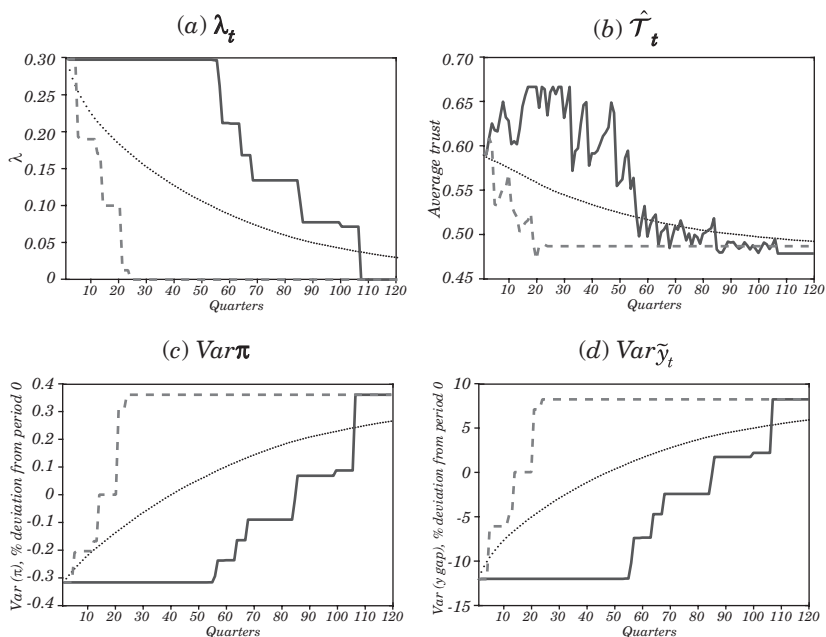 (a) λt
0.30
0.25
0.20
0.15
0.10
0.05
0
λ
10 20 30 40 50 60 70 80 90 100 110 120
Quarters
(b) 𝒯̂t
0.70
0.65
0.60
0.55
0.50
0.45
Average trust
10 20 30 40 50 60 70 80 90 100 110 120
Quarters
(c) Varπ
0.4
0.3
0.2
0.1
0
-0.1
-0.2
-0.3
-0.4
Var (π), % deviation from period 0
10 20 30 40 50 60 70 80 90 100 110 120
Quarters
(d) Varỹt
10
5
0
-5
-10
-15
Var (y gap), % deviation from period 0
10 20 30 40 50 60 70 80 90 100 110 120
Quarters